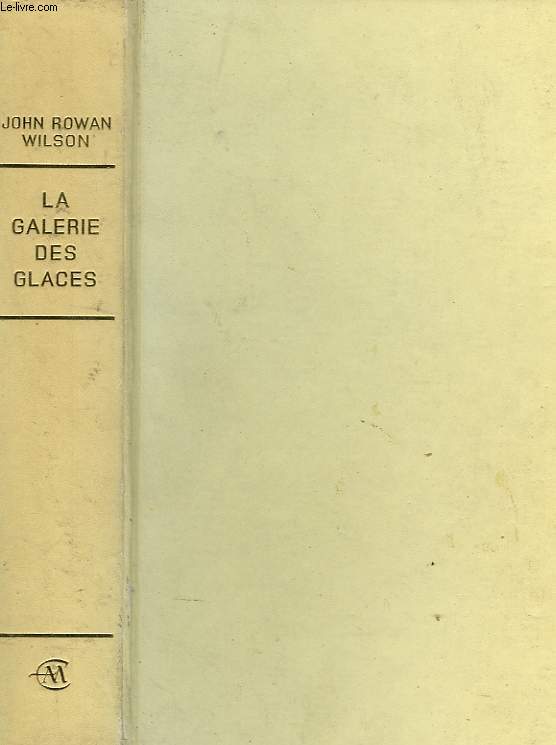 Le-livre.com
JOHN ROWAN
WILSON
LA
GALERIE
DES
GLACES